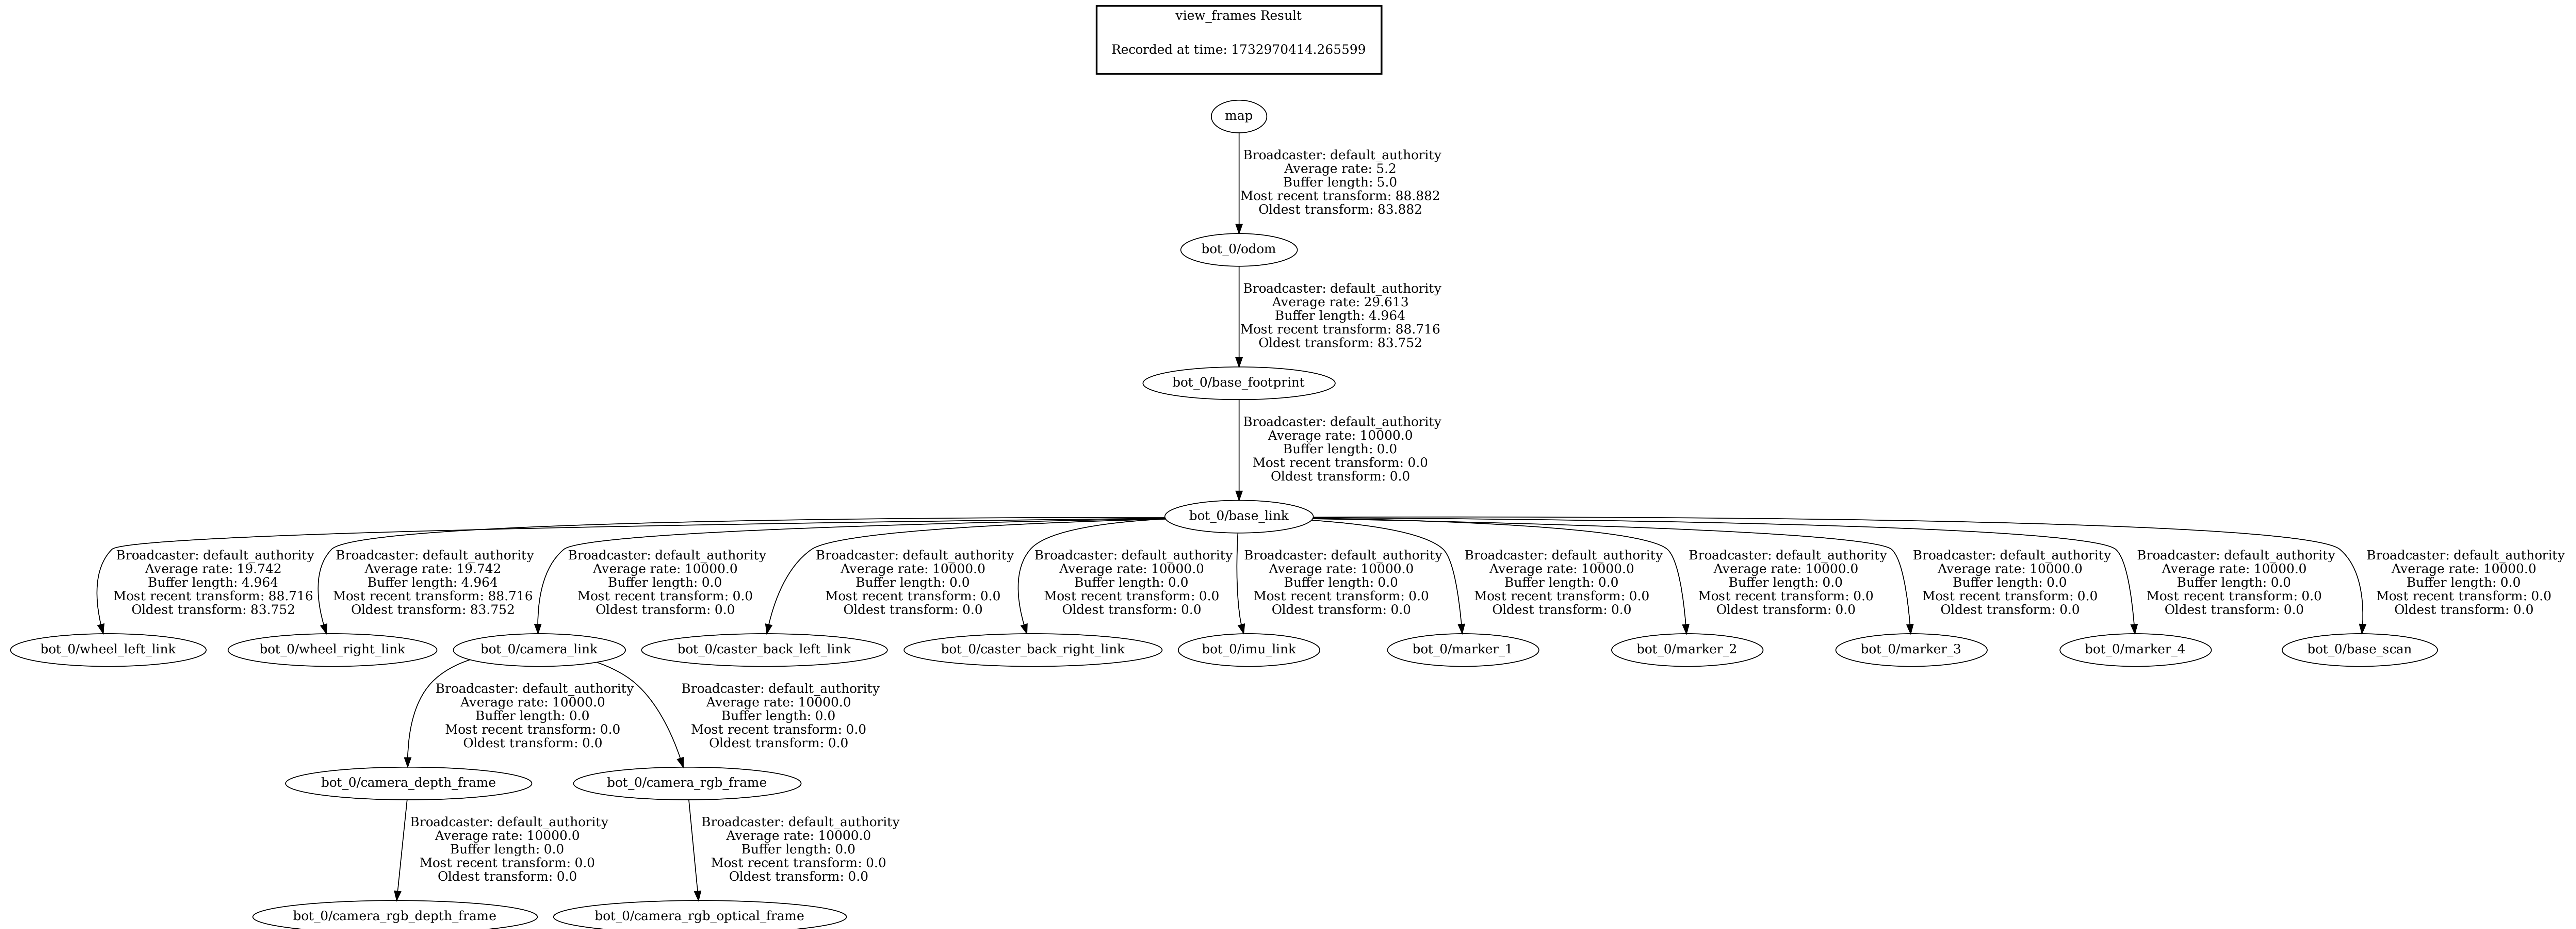 view_frames Result
Recorded at time: 1732970414.265599
map
Broadcaster: default_authority
Average rate: 5.2
Buffer length: 5.0
Most recent transform: 88.882
Oldest transform: 83.882
bot_0/odom
Broadcaster: default_authority
Average rate: 29.613
Buffer length: 4.964
Most recent transform: 88.716
Oldest transform: 83.752
bot_0/base_footprint
Broadcaster: default_authority
Average rate: 10000.0
Buffer length: 0.0
Most recent transform: 0.0
Oldest transform: 0.0
bot_0/base_link
Broadcaster: default_authority
Average rate: 19.742
Buffer length: 4.964
Most recent transform: 88.716
Oldest transform: 83.752
Broadcaster: default_authority
Average rate: 19.742
Buffer length: 4.964
Most recent transform: 88.716
Oldest transform: 83.752
Broadcaster: default_authority
Average rate: 10000.0
Buffer length: 0.0
Most recent transform: 0.0
Oldest transform: 0.0
Broadcaster: default_authority
Average rate: 10000.0
Buffer length: 0.0
Most recent transform: 0.0
Oldest transform: 0.0
Broadcaster: default_authority
Average rate: 10000.0
Buffer length: 0.0
Most recent transform: 0.0
Oldest transform: 0.0
Broadcaster: default_authority
Average rate: 10000.0
Buffer length: 0.0
Most recent transform: 0.0
Oldest transform: 0.0
Broadcaster: default_authority
Average rate: 10000.0
Buffer length: 0.0
Most recent transform: 0.0
Oldest transform: 0.0
Broadcaster: default_authority
Average rate: 10000.0
Buffer length: 0.0
Most recent transform: 0.0
Oldest transform: 0.0
Broadcaster: default_authority
Average rate: 10000.0
Buffer length: 0.0
Most recent transform: 0.0
Oldest transform: 0.0
Broadcaster: default_authority
Average rate: 10000.0
Buffer length: 0.0
Most recent transform: 0.0
Oldest transform: 0.0
Broadcaster: default_authority
Average rate: 10000.0
Buffer length: 0.0
Most recent transform: 0.0
Oldest transform: 0.0
bot_0/wheel_left_link
bot_0/wheel_right_link
bot_0/camera_link
bot_0/caster_back_left_link
bot_0/caster_back_right_link
bot_0/imu_link
bot_0/marker_1
bot_0/marker_2
bot_0/marker_3
bot_0/marker_4
bot_0/base_scan
Broadcaster: default_authority
Average rate: 10000.0
Buffer length: 0.0
Most recent transform: 0.0
Oldest transform: 0.0
Broadcaster: default_authority
Average rate: 10000.0
Buffer length: 0.0
Most recent transform: 0.0
Oldest transform: 0.0
bot_0/camera_depth_frame
bot_0/camera_rgb_frame
Broadcaster: default_authority
Average rate: 10000.0
Buffer length: 0.0
Most recent transform: 0.0
Oldest transform: 0.0
Broadcaster: default_authority
Average rate: 10000.0
Buffer length: 0.0
Most recent transform: 0.0
Oldest transform: 0.0
bot_0/camera_rgb_depth_frame
bot_0/camera_rgb_optical_frame